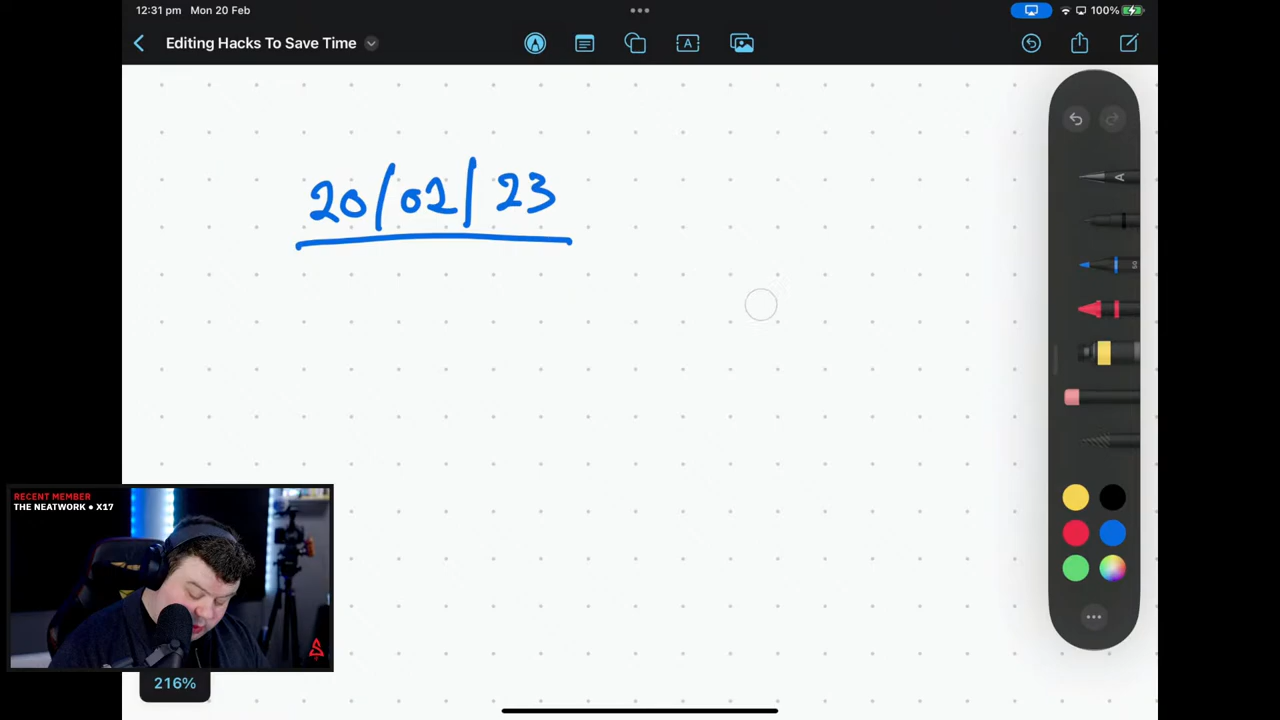 12:31 pm Mon 20 Feb
100%
Editing Hacks To Save Time
A
A
50
20/02/23
RECENT MEMBER
THE NEATWORK • X17
216%